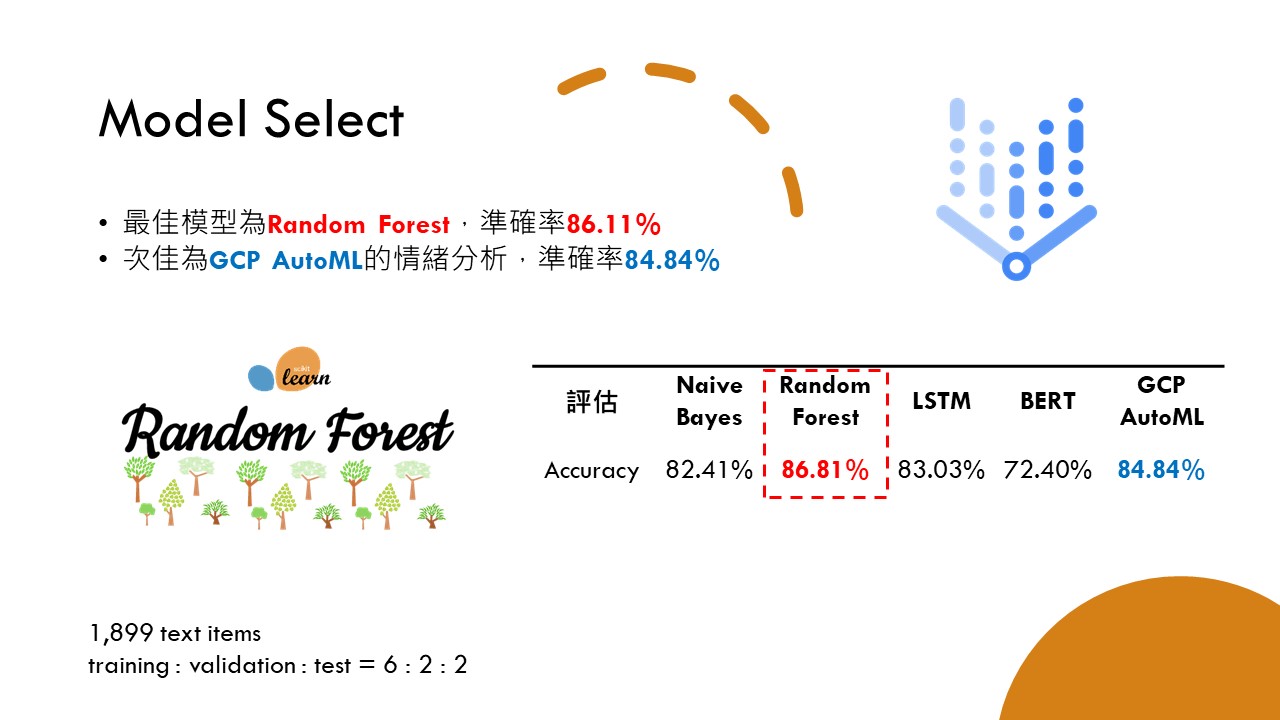 Model Select
• 最佳模型為Random Forest，準確率86.11%
• 次佳為GCP AutoML的情緒分析，準確率84.84%
scikit
learn
Random Forest
評估 Naive Bayes Random Forest LSTM BERT GCP AutoML
Accuracy 82.41% 86.81% 83.03% 72.40% 84.84%
1,899 text items
training : validation : test = 6 : 2 : 2